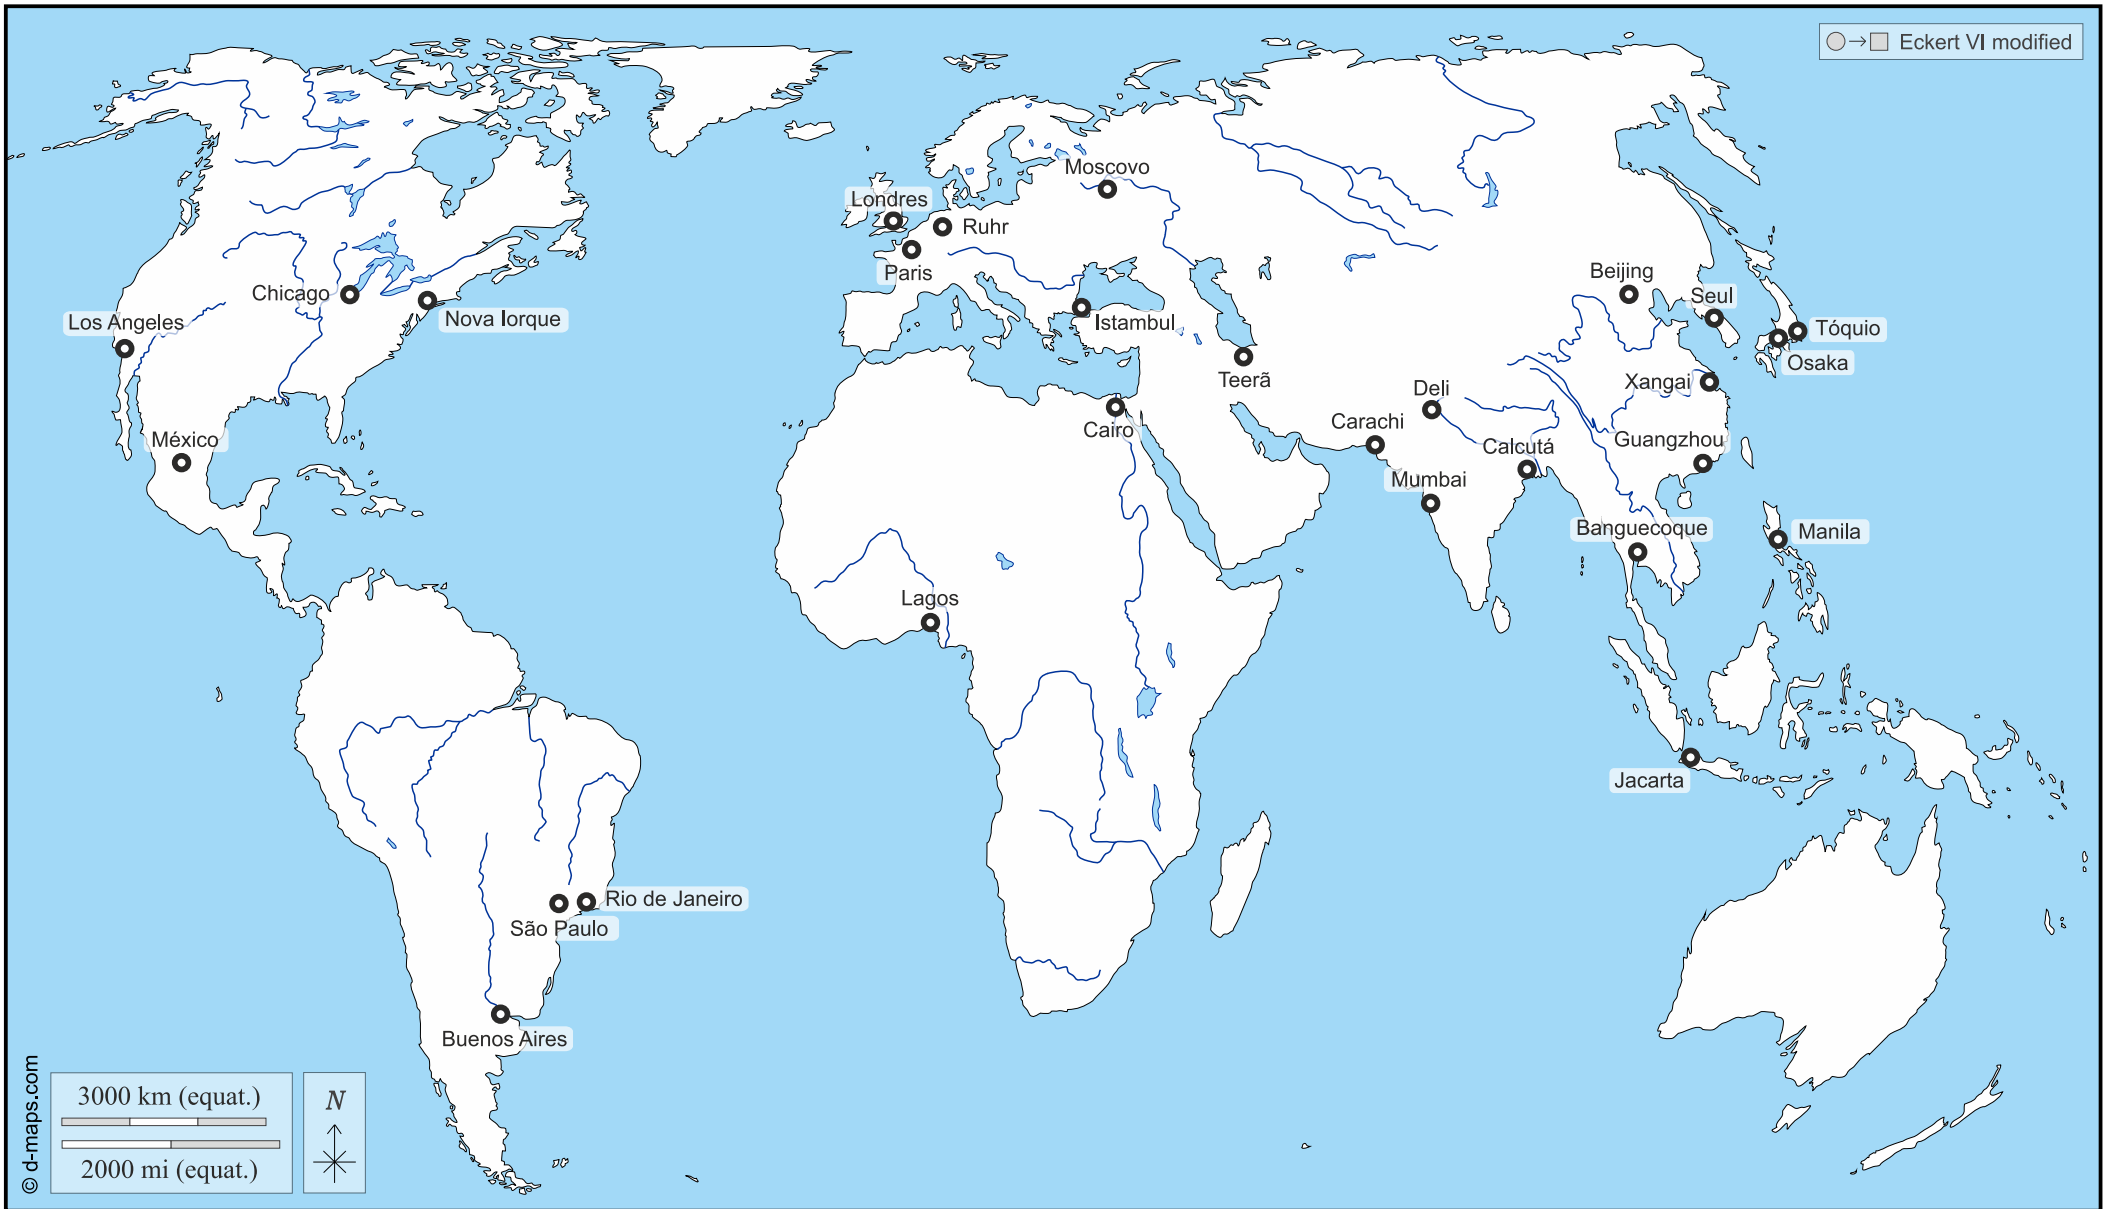 Eckert VI modified
Moscovo
Londres
Ruhr
Paris
Beijing
Chicago
Seul
Nova Iorque
Los Angeles
Istambul
Tóquio
Osaka
Teerã
Xangai
Deli
Carachi
Cairo
México
Guangzhou
Calcutá
Mumbai
Banguecoque
Manila
Lagos
Jacarta
Rio de Janeiro
São Paulo
Buenos Aires
3000 km (equat.)
2000 mi (equat.)
N
© d-maps.com